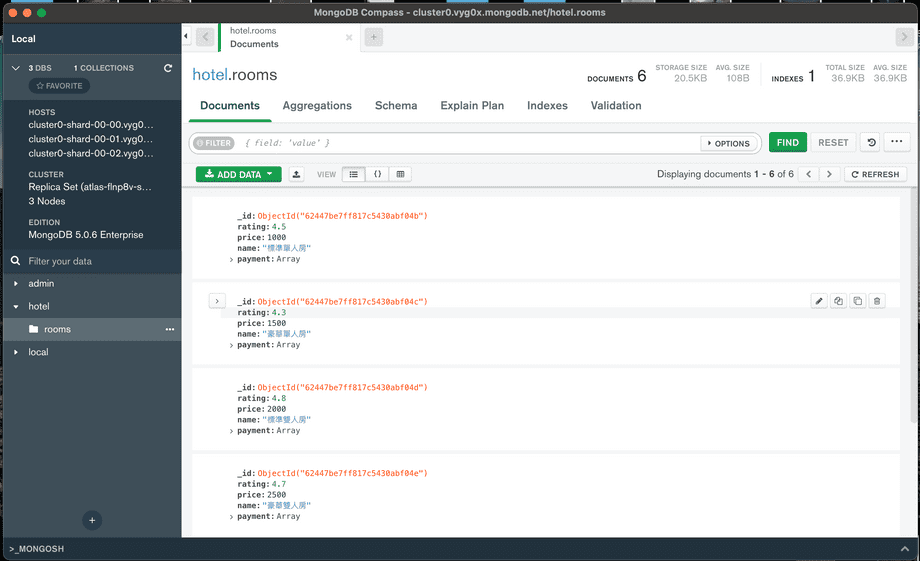 MongoDB Compass - cluster0.vyg0x.mongodb.net/hotel.rooms
Local
3 DBS 1 COLLECTIONS
FAVORITE
HOSTS
cluster0-shard-00-00.vyg0...
cluster0-shard-00-01.vyg0...
cluster0-shard-00-02.vyg0...
CLUSTER
Replica Set (atlas-flnp8v-s...
3 Nodes
EDITION
MongoDB 5.0.6 Enterprise
Filter your data
admin
hotel
rooms
local
hotel.rooms
Documents
hotel.rooms
DOCUMENTS 6
STORAGE SIZE
20.5KB
AVG. SIZE
108B
INDEXES 1
TOTAL SIZE
36.9KB
AVG. SIZE
36.9KB
Documents Aggregations Schema Explain Plan Indexes Validation
FILTER { field: 'value' } OPTIONS FIND RESET
ADD DATA VIEW {} Displaying documents 1 - 6 of 6 REFRESH
_id: ObjectId("62447be7ff817c5430abf04b")
rating: 4.5
price: 1000
name: "標準單人房"
payment: Array
_id: ObjectId("62447be7ff817c5430abf04c")
rating: 4.3
price: 1500
name: "豪華單人房"
payment: Array
_id: ObjectId("62447be7ff817c5430abf04d")
rating: 4.8
price: 2000
name: "標準雙人房"
payment: Array
_id: ObjectId("62447be7ff817c5430abf04e")
rating: 4.7
price: 2500
name: "豪華雙人房"
payment: Array
>_MONGOSH